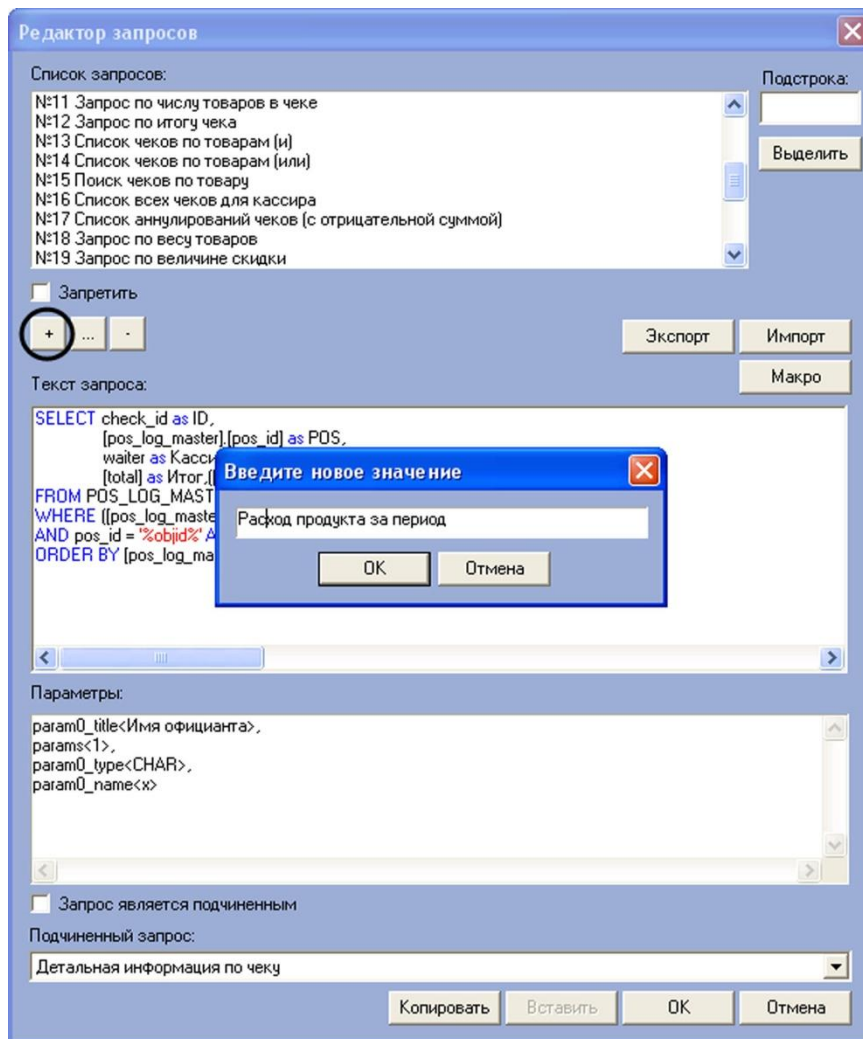 Редактор запросов
Список запросов:
Подстрока:
№11 Запрос по числу товаров в чеке
№12 Запрос по итогу чека
№13 Список чеков по товарам (и)
№14 Список чеков по товарам (или)
№15 Поиск чеков по товару
№16 Список всех чеков для кассира
№17 Список аннулирований чеков (с отрицательной суммой)
№18 Запрос по весу товаров
№19 Запрос по величине скидки
Выделить
Запретить
+ ... -
Экспорт Импорт
Макро
Текст запроса:
SELECT check_id as ID,
[pos_log_master].[pos_id] as POS,
waiter as Касси
[total] as Итог,([
FROM POS_LOG_MAST
WHERE ([pos_log_maste
AND pos_id = '%objid%' A
ORDER BY [pos_log_ma
Введите новое значение
Расход продукта за период
OK Отмена
Параметры:
param0_title<Имя официанта>,
params<1>,
param0_type<CHAR>,
param0_name<x>
Запрос является подчиненным
Подчиненный запрос:
Детальная информация по чеку
Копировать Вставить OK Отмена